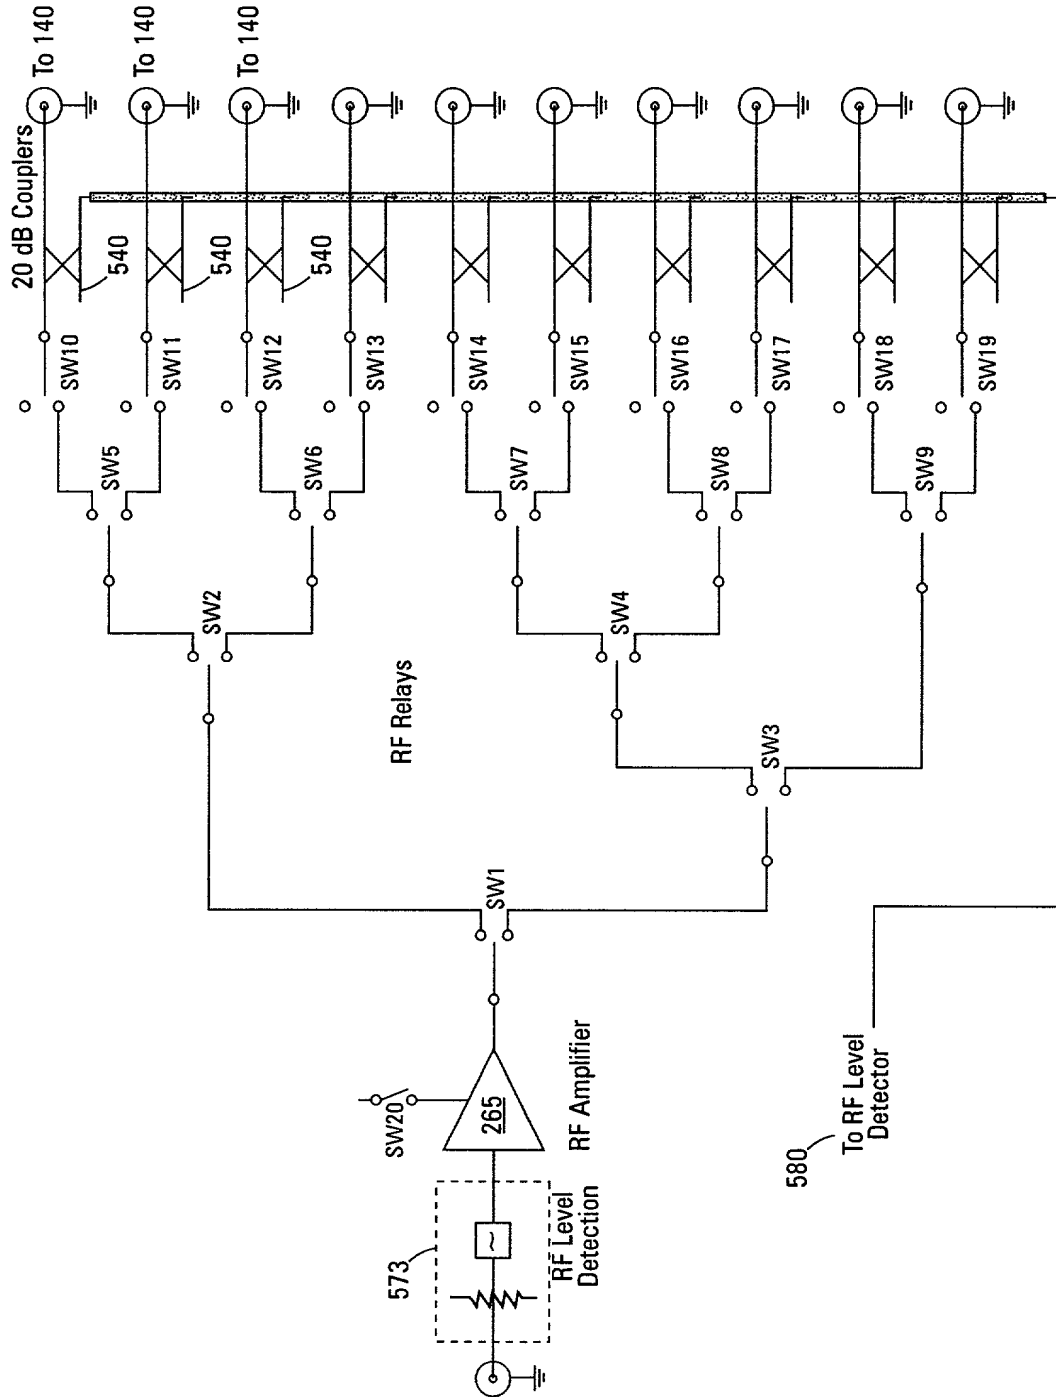 20 dB Couplers
To 140
To 140
To 140
540
540
540
SW10
SW11
SW12
SW13
SW14
SW15
SW16
SW17
SW18
SW19
SW5
SW6
SW7
SW8
SW9
SW2
SW4
RF Relays
SW3
SW1
SW20
265
RF Amplifier
573
RF Level
Detection
580
To RF Level
Detector